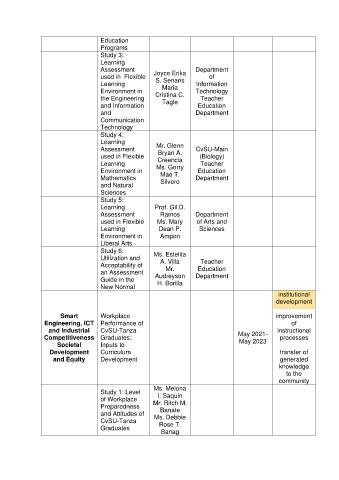 Education
Programs
Study 3:
Learning
Assessment
used in Flexible
Learning
Environment in
the Engineering
and Information
and
Communication
Technology
Joyce Erika
S. Senaris
Maria
Cristina C.
Tagle
Department
of
Information
Technology
Teacher
Education
Department
Study 4:
Learning
Assessment
used in Flexible
Learning
Environment in
Mathematics
and Natural
Sciences
Mr. Glenn
Bryan A.
Creencia
Ms. Gerry
Mae T.
Silvero
CvSU-Main
(Biology)
Teacher
Education
Department
Study 5:
Learning
Assessment
used in Flexible
Learning
Environment in
Liberal Arts
Prof. Gil D.
Ramos
Ms. Mary
Dean P.
Ampon
Department
of Arts and
Sciences
Study 6:
Utilization and
Acceptability of
an Assessment
Guide in the
New Normal
Ms. Estelita
A. Villa
Mr.
Audreyson
H. Borilla
Teacher
Education
Department
Smart
Engineering, ICT
and Industrial
Competitiveness
Societal
Development
and Equity
Workplace
Performance of
CvSU-Tanza
Graduates:
Inputs to
Curriculum
Development
May 2021-
May 2023
institutional
development
improvement
of
instructional
processes
transfer of
generated
knowledge
to the
community
Study 1: Level
of Workplace
Preparedness
and Attitudes of
CvSU-Tanza
Graduates
Ms. Melona
I. Saquin
Mr. Ritch M.
Banate
Ms. Debbie
Rose T.
Banag